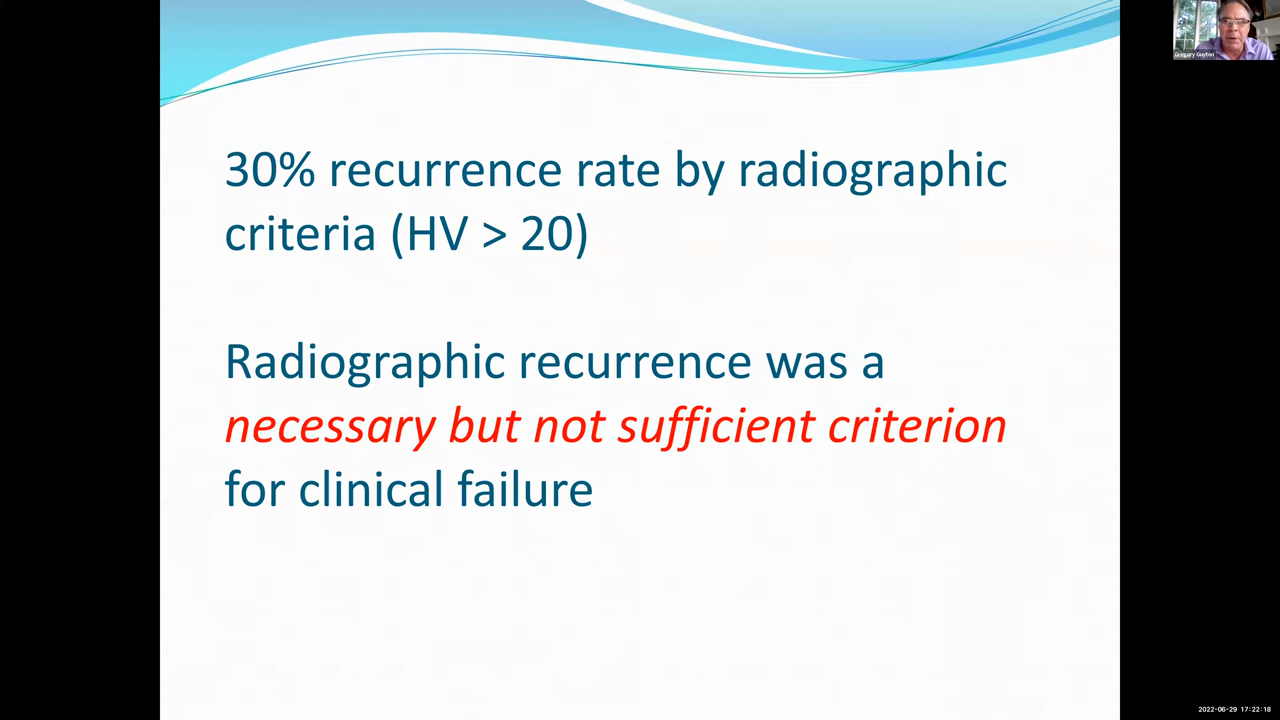 Gregory Guyton
30% recurrence rate by radiographic
criteria (HV > 20)
Radiographic recurrence was a
necessary but not sufficient criterion
for clinical failure
2022-06-29 17:22:18